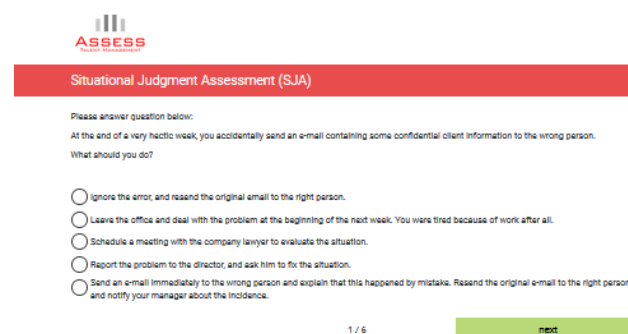 ASSESS
TALENT MANAGEMENT
Situational Judgment Assessment (SJA)
Please answer question below:
At the end of a very hectic week, you accidentally send an e-mail containing some confidential client information to the wrong person.
What should you do?
Ignore the error, and resend the original email to the right person.
Leave the office and deal with the problem at the beginning of the next week. You were tired because of work after all.
Schedule a meeting with the company lawyer to evaluate the situation.
Report the problem to the director, and ask him to fix the situation.
Send an e-mail immediately to the wrong person and explain that this happened by mistake. Resend the original e-mail to the right person
and notify your manager about the incidence.
1 / 6
next